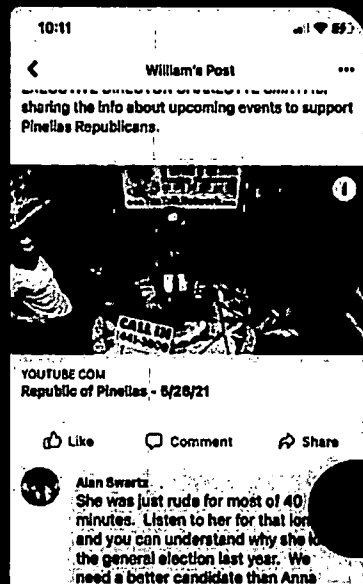 10:11
William's Post
sharing the info about upcoming events to support
Pinellas Republicans.
CALL IN
YOUTUBE.COM
Republic of Pinellas - 5/26/21
Like Comment Share
Alan Swartz
She was just rude for most of 40
minutes. Listen to her for that long
and you can understand why she
the general election last year. We
need a better candidate than Anna